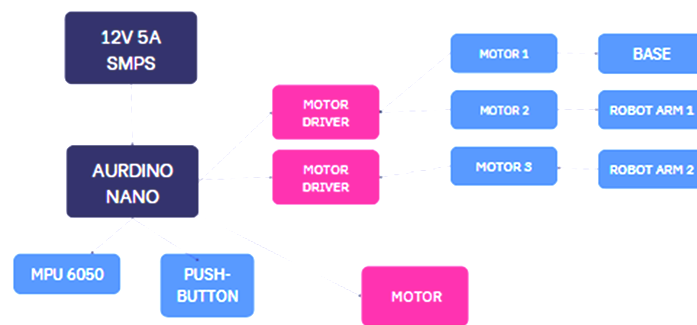 12V 5A
SMPS
MOTOR 1
BASE
MOTOR
DRIVER
MOTOR 2
ROBOT ARM 1
AURDINO
NANO
MOTOR
DRIVER
MOTOR 3
ROBOT ARM 2
MPU 6050
PUSH-
BUTTON
MOTOR